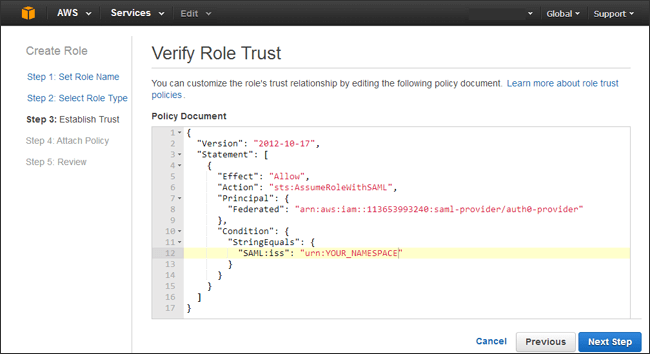 AWS Services Edit Global Support
Create Role
Step 1: Set Role Name
Step 2: Select Role Type
Step 3: Establish Trust
Step 4: Attach Policy
Step 5: Review
Verify Role Trust
You can customize the role's trust relationship by editing the following policy document. Learn more about role trust
policies.
Policy Document
1 {
2 "Version": "2012-10-17",
3 "Statement": [
4 {
5 "Effect": "Allow",
6 "Action": "sts:AssumeRoleWithSAML",
7 "Principal": {
8 "Federated": "arn:aws:iam::113653993240:saml-provider/auth0-provider"
9 },
10 "Condition": {
11 "StringEquals": {
12 "SAML:iss": "urn:YOUR_NAMESPACE"
13 }
14 }
15 }
16 ]
17 }
Cancel Previous Next Step